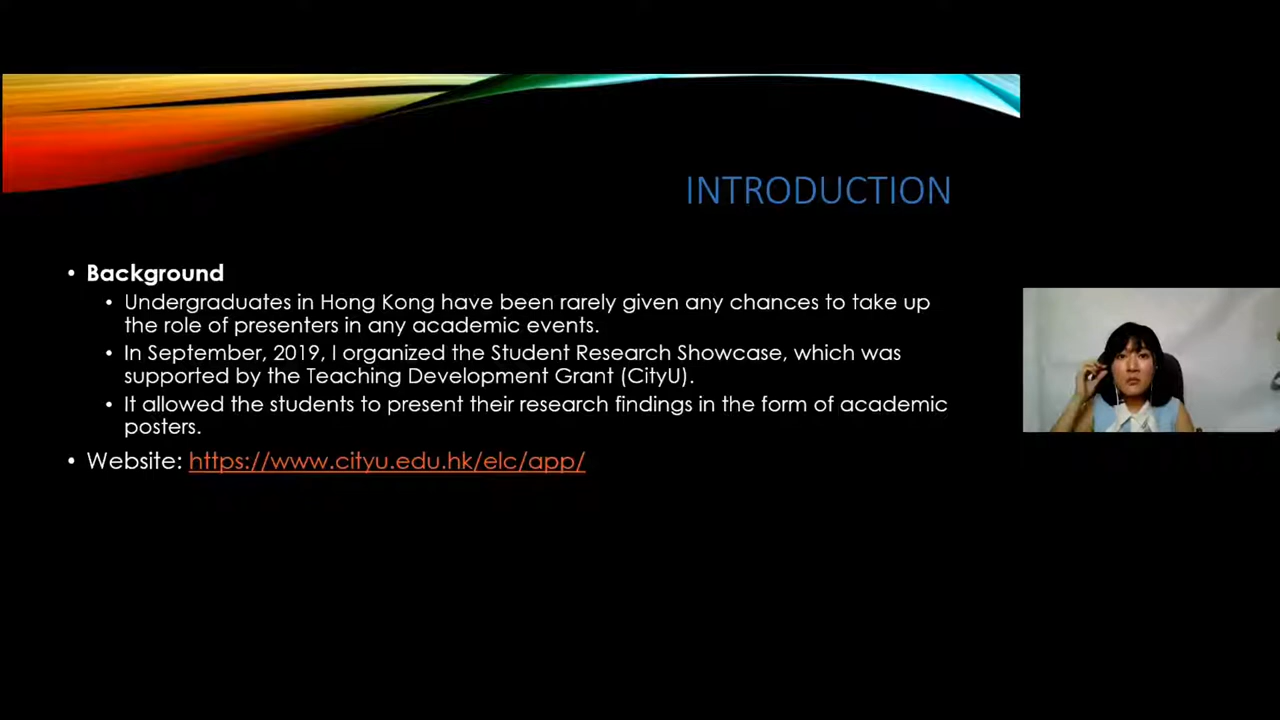 INTRODUCTION
• Background
• Undergraduates in Hong Kong have been rarely given any chances to take up
the role of presenters in any academic events.
• In September, 2019, I organized the Student Research Showcase, which was
supported by the Teaching Development Grant (CityU).
• It allowed the students to present their research findings in the form of academic
posters.
• Website: https://www.cityu.edu.hk/elc/app/